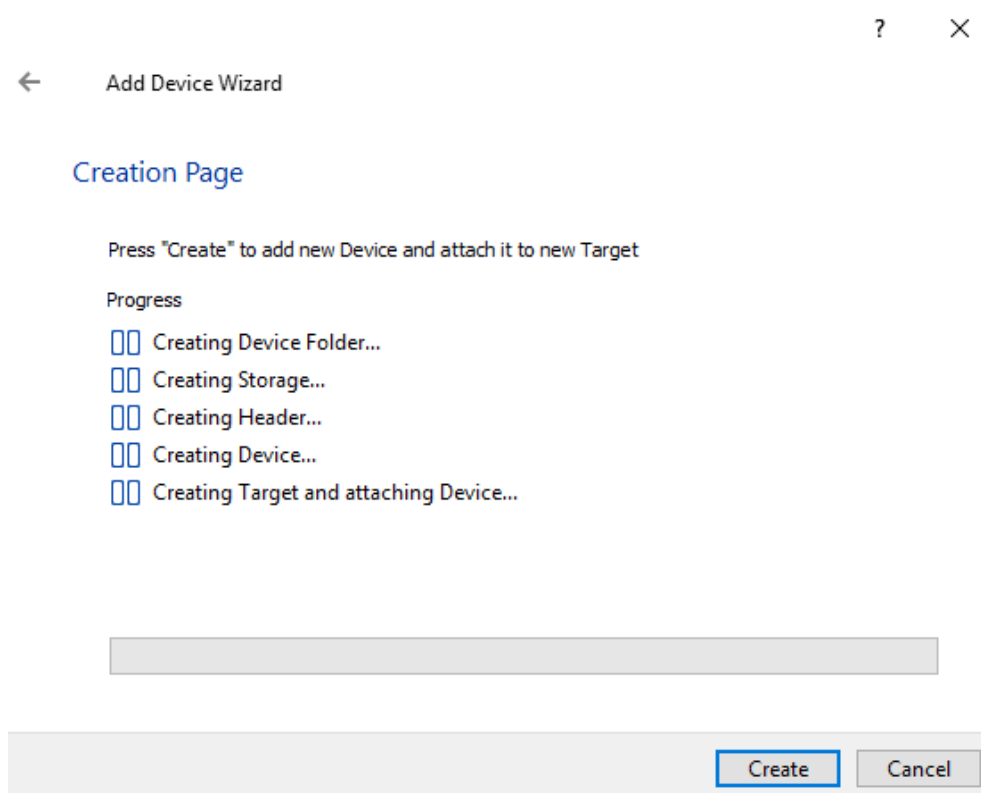 ?
Add Device Wizard
Creation Page
Press "Create" to add new Device and attach it to new Target
Progress
Creating Device Folder...
Creating Storage...
Creating Header...
Creating Device...
Creating Target and attaching Device...
Create Cancel